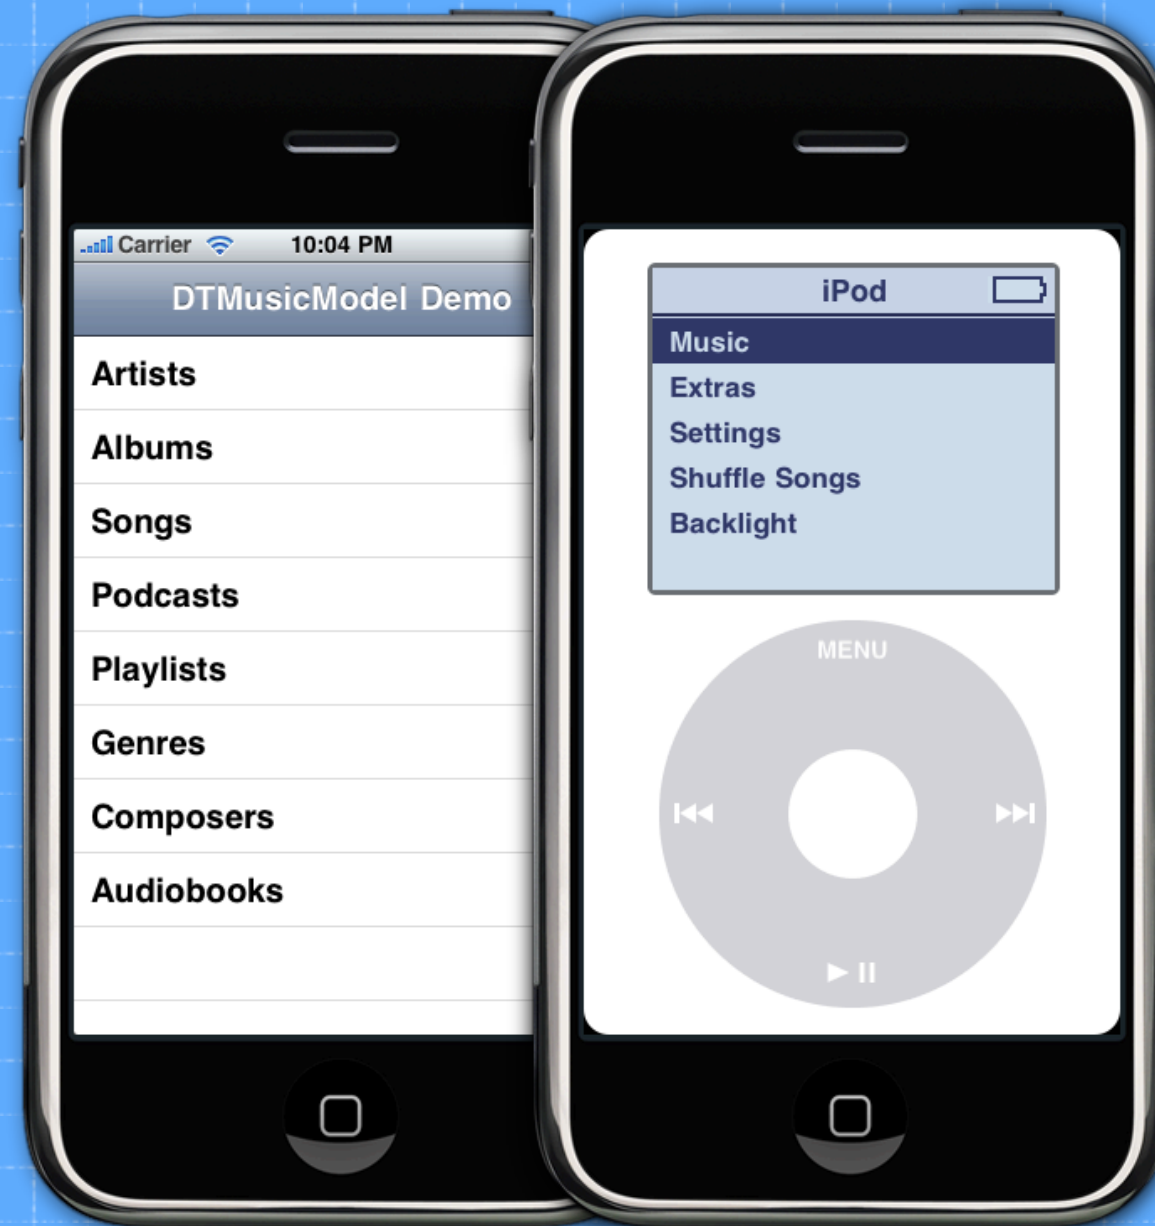 Carrier 10:04 PM
DTMusicModel Demo
Artists
Albums
Songs
Podcasts
Playlists
Genres
Composers
Audiobooks
iPod
Music
Extras
Settings
Shuffle Songs
Backlight
MENU